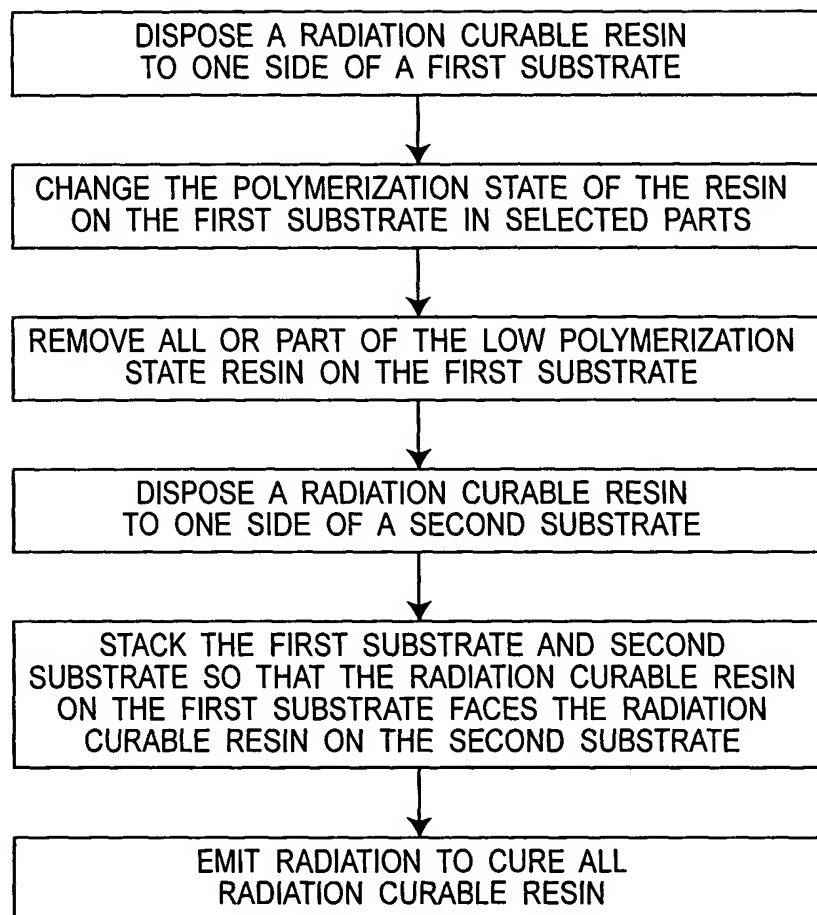 DISPOSE A RADIATION CURABLE RESIN
TO ONE SIDE OF A FIRST SUBSTRATE
CHANGE THE POLYMERIZATION STATE OF THE RESIN
ON THE FIRST SUBSTRATE IN SELECTED PARTS
REMOVE ALL OR PART OF THE LOW POLYMERIZATION
STATE RESIN ON THE FIRST SUBSTRATE
DISPOSE A RADIATION CURABLE RESIN
TO ONE SIDE OF A SECOND SUBSTRATE
STACK THE FIRST SUBSTRATE AND SECOND
SUBSTRATE SO THAT THE RADIATION CURABLE RESIN
ON THE FIRST SUBSTRATE FACES THE RADIATION
CURABLE RESIN ON THE SECOND SUBSTRATE
EMIT RADIATION TO CURE ALL
RADIATION CURABLE RESIN